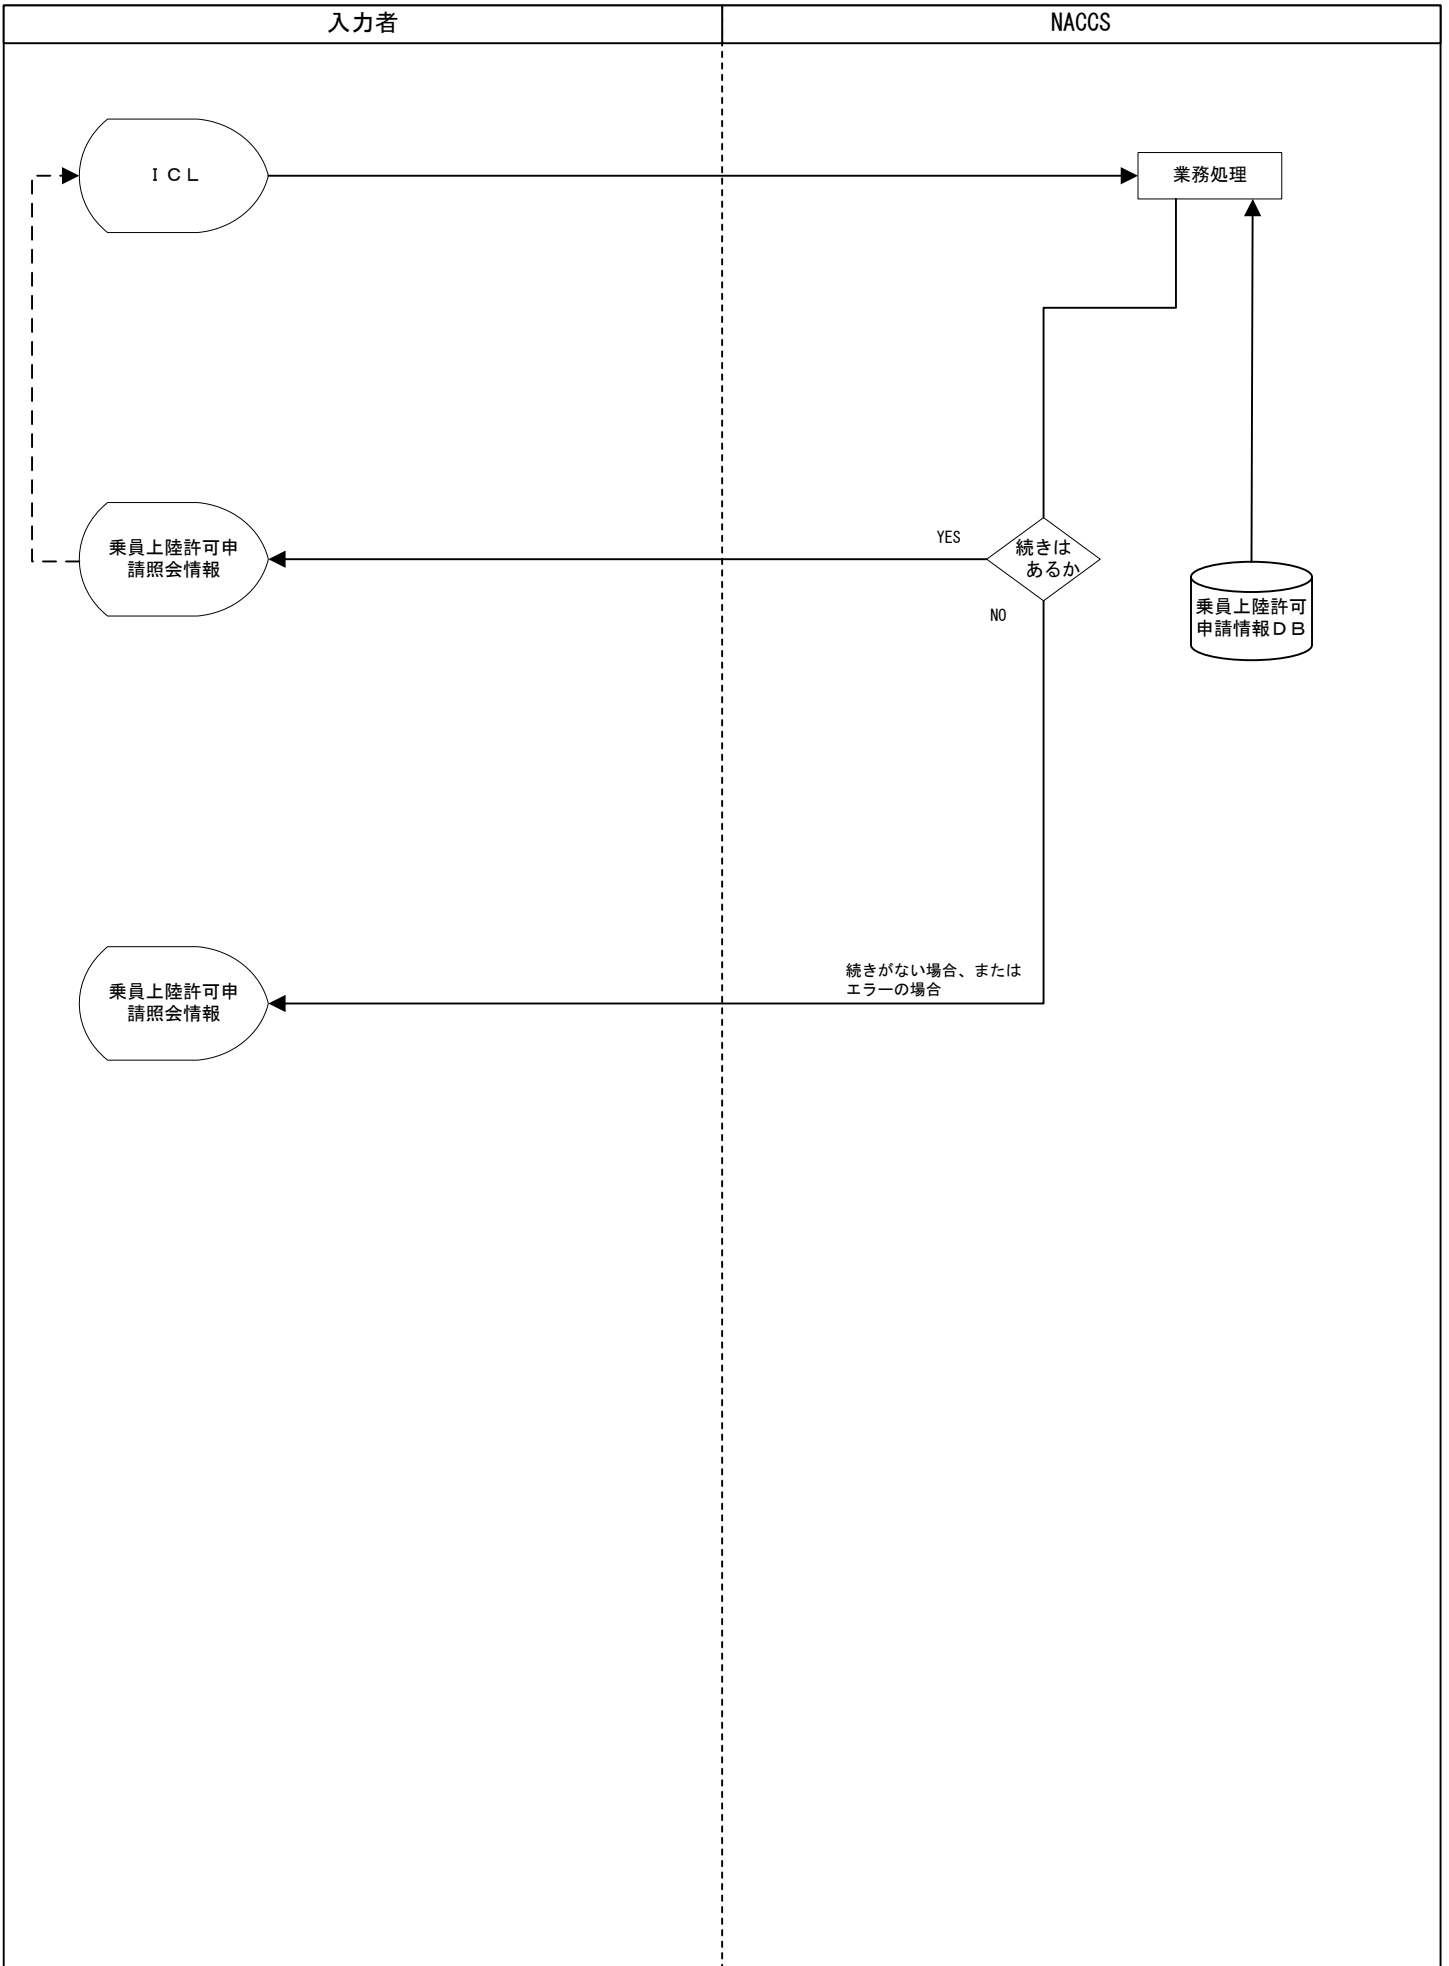 入力者
NACCS
ＩＣＬ
業務処理
乗員上陸許可申
請照会情報
YES
続きは
あるか
NO
乗員上陸許可
申請情報ＤＢ
続きがない場合、または
エラーの場合
乗員上陸許可申
請照会情報